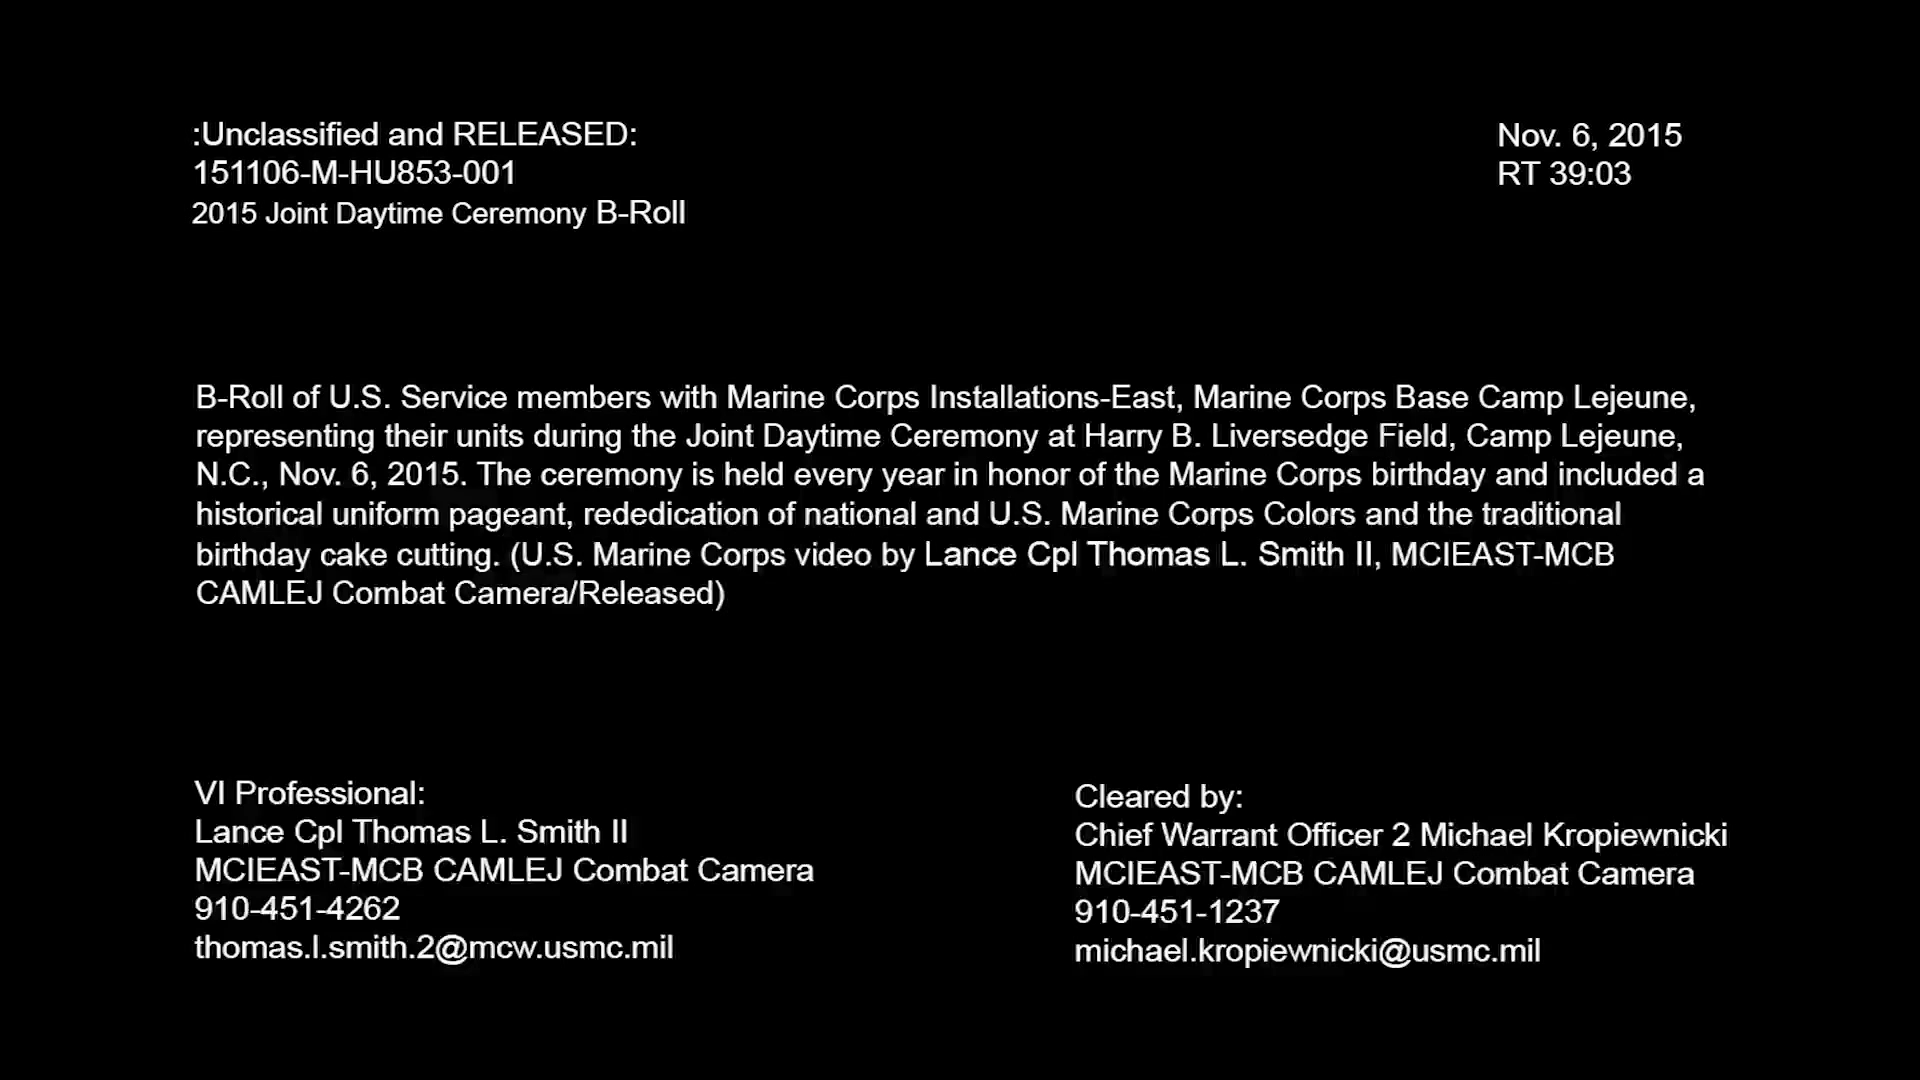 :Unclassified and RELEASED:
151106-M-HU853-001
2015 Joint Daytime Ceremony B-Roll
Nov. 6, 2015
RT 39:03
B-Roll of U.S. Service members with Marine Corps Installations-East, Marine Corps Base Camp Lejeune,
representing their units during the Joint Daytime Ceremony at Harry B. Liversedge Field, Camp Lejeune,
N.C., Nov. 6, 2015. The ceremony is held every year in honor of the Marine Corps birthday and included a
historical uniform pageant, rededication of national and U.S. Marine Corps Colors and the traditional
birthday cake cutting. (U.S. Marine Corps video by Lance Cpl Thomas L. Smith II, MCIEAST-MCB
CAMLEJ Combat Camera/Released)
VI Professional:
Lance Cpl Thomas L. Smith II
MCIEAST-MCB CAMLEJ Combat Camera
910-451-4262
thomas.l.smith.2@mcw.usmc.mil
Cleared by:
Chief Warrant Officer 2 Michael Kropiewnicki
MCIEAST-MCB CAMLEJ Combat Camera
910-451-1237
michael.kropiewnicki@usmc.mil